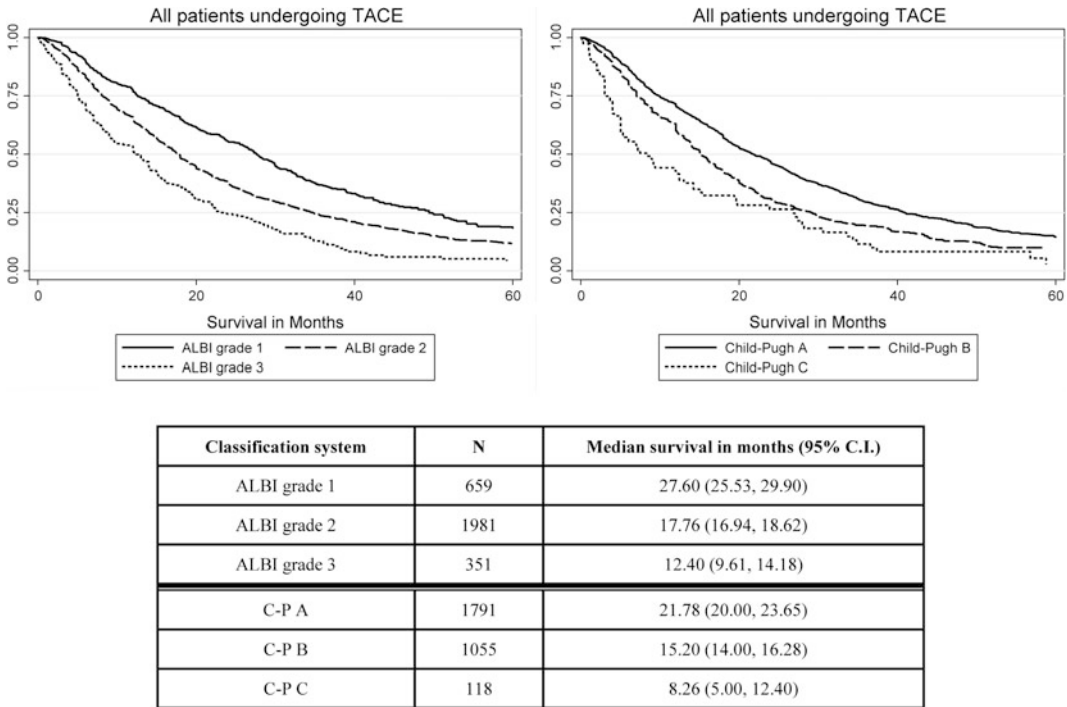 All patients undergoing TACE
1.00
0.75
0.50
0.25
0.00
0 20 40 60
Survival in Months
ALBI grade 1 ALBI grade 2
ALBI grade 3
All patients undergoing TACE
1.00
0.75
0.50
0.25
0.00
0 20 40 60
Survival in Months
Child-Pugh A Child-Pugh B
Child-Pugh C
Classification system N Median survival in months (95% C.I.)
ALBI grade 1 659 27.60 (25.53, 29.90)
ALBI grade 2 1981 17.76 (16.94, 18.62)
ALBI grade 3 351 12.40 (9.61, 14.18)
C-P A 1791 21.78 (20.00, 23.65)
C-P B 1055 15.20 (14.00, 16.28)
C-P C 118 8.26 (5.00, 12.40)